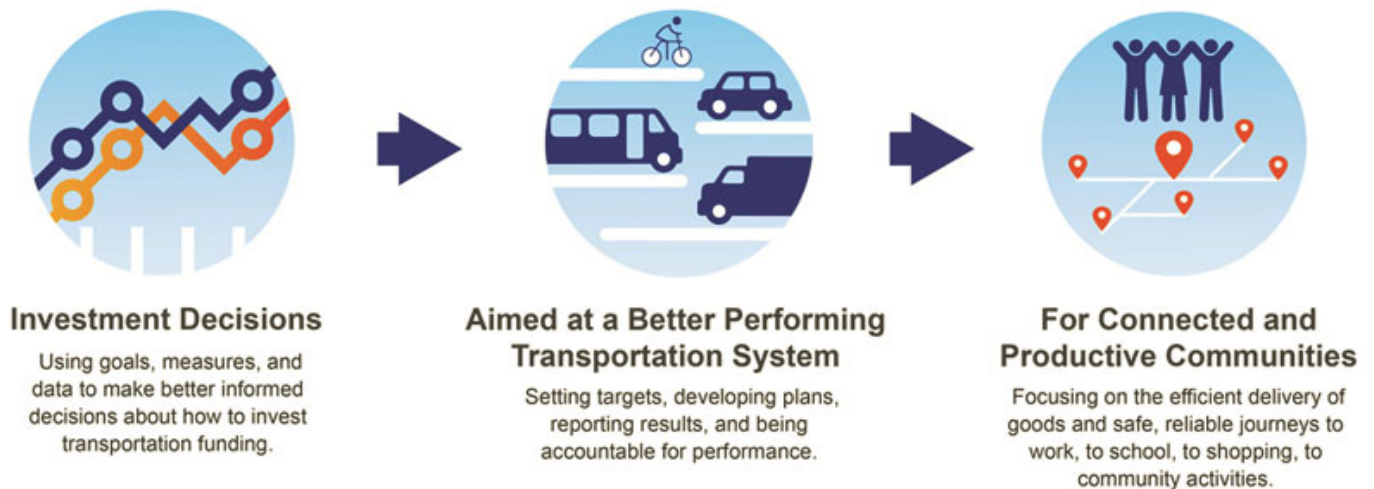 Investment Decisions
Using goals, measures, and
data to make better informed
decisions about how to invest
transportation funding.
Aimed at a Better Performing
Transportation System
Setting targets, developing plans,
reporting results, and being
accountable for performance.
For Connected and
Productive Communities
Focusing on the efficient delivery of
goods and safe, reliable journeys to
work, to school, to shopping, to
community activities.